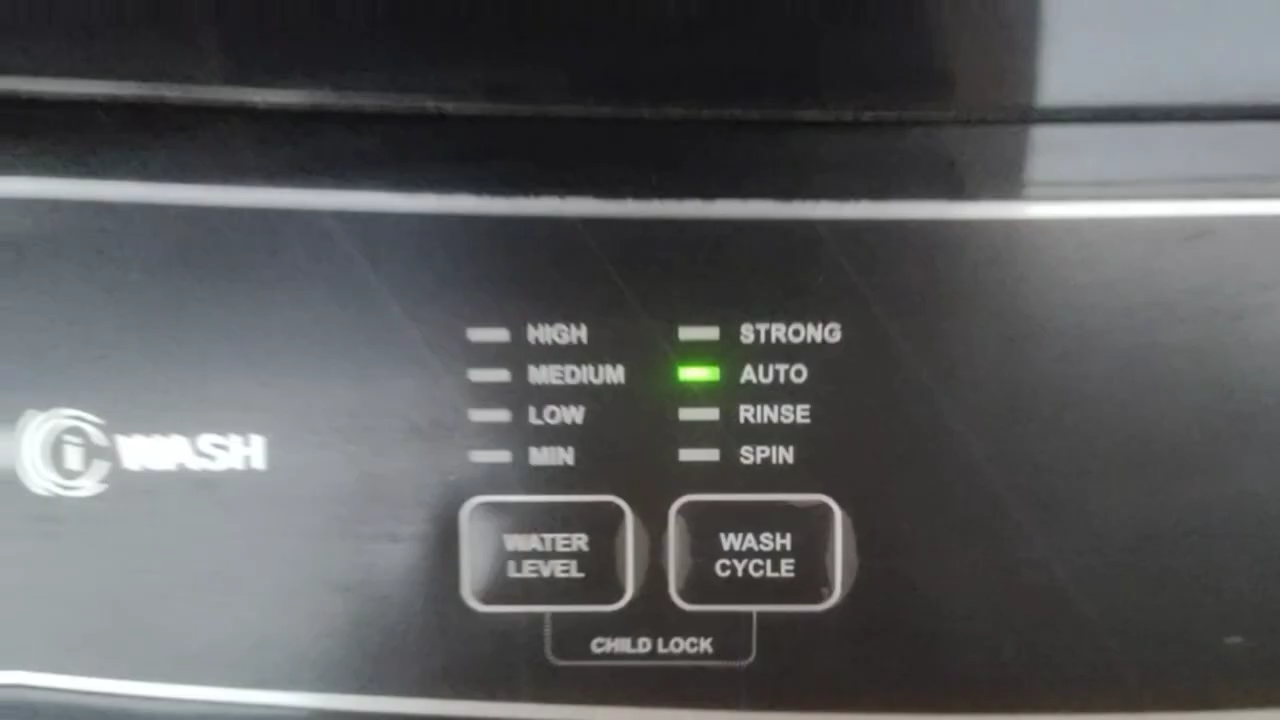 HIGH
MEDIUM
LOW
MIN
STRONG
AUTO
RINSE
SPIN
i WASH
WATER
LEVEL
WASH
CYCLE
CHILD LOCK